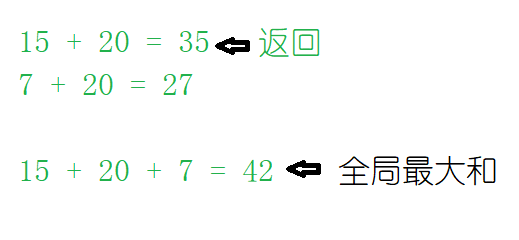 15 + 20 = 35 返回
7 + 20 = 27
15 + 20 + 7 = 42 全局最大和